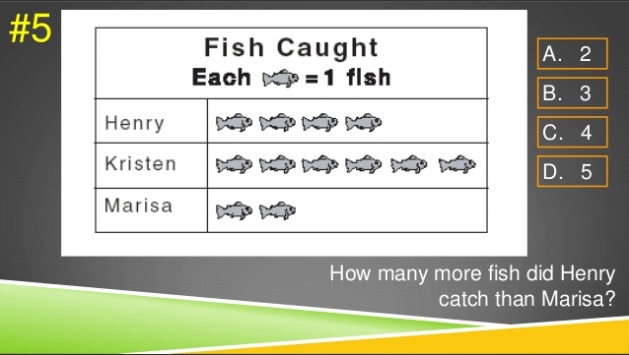 #5
Fish Caught
Each = 1 fish
Henry
Kristen
Marisa
A. 2
B. 3
C. 4
D. 5
How many more fish did Henry
catch than Marisa?